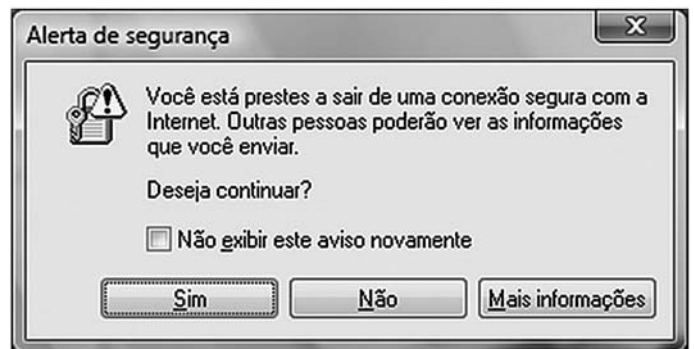 Alerta de segurança
Você está prestes a sair de uma conexão segura com a
Internet. Outras pessoas poderão ver as informações
que você enviar.
Deseja continuar?
Não exibir este aviso novamente
Sim Não Mais informações